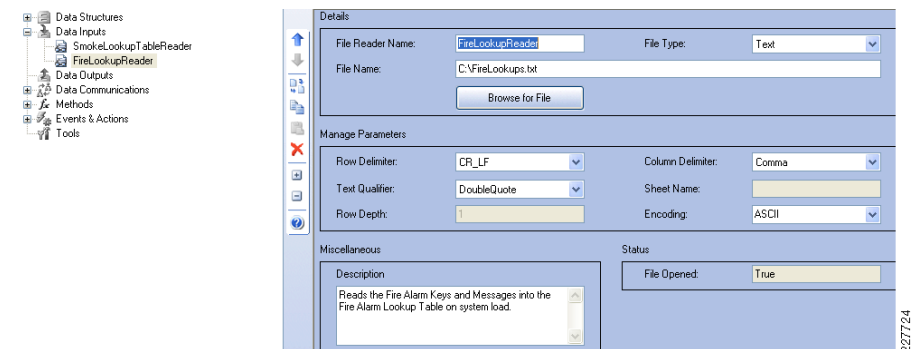 Data Structures
Data Inputs
SmokeLookupTableReader
FireLookupReader
Data Outputs
Data Communications
fx Methods
Events & Actions
Tools
Details
File Reader Name: FireLookupReader File Type: Text
File Name: C:\FireLookups.txt
Browse for File
Manage Parameters
Row Delimiter: CR_LF Column Delimiter: Comma
Text Qualifier: DoubleQuote Sheet Name:
Row Depth: 1 Encoding: ASCII
Miscellaneous Status
Description File Opened: True
Reads the Fire Alarm Keys and Messages into the
Fire Alarm Lookup Table on system load.
227724